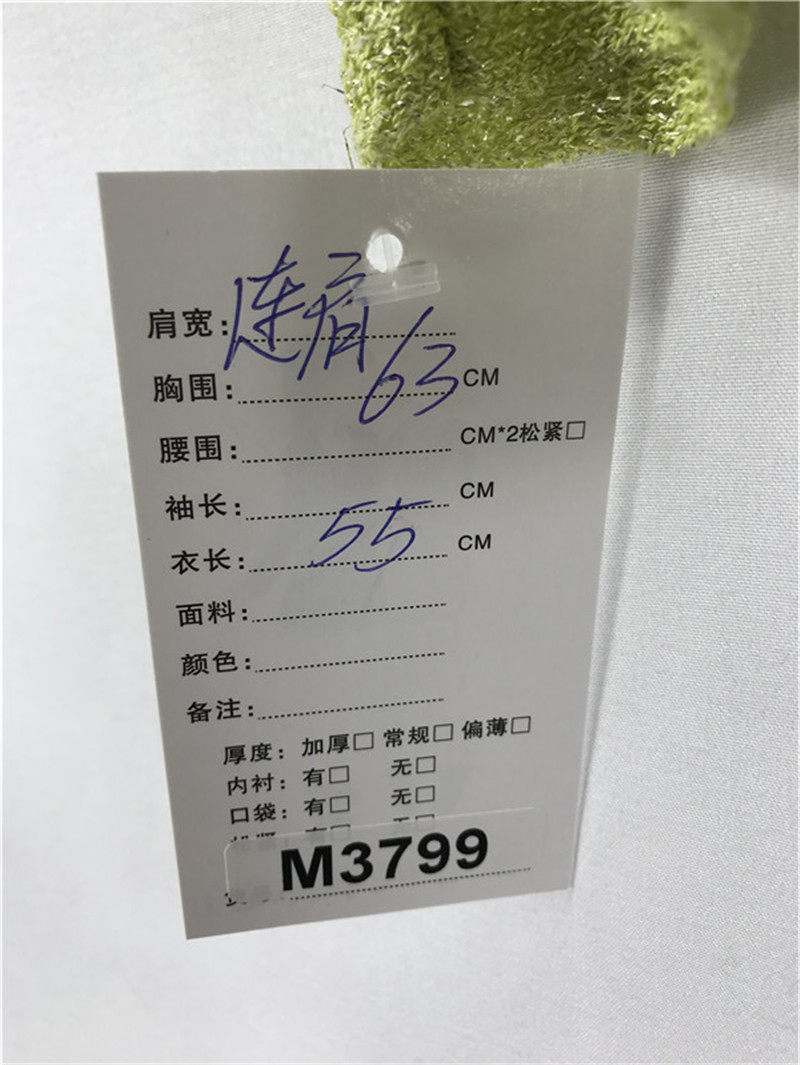 肩宽：连肩
胸围：63 CM
腰围： CM*2松紧□
袖长： CM
衣长：55 CM
面料：
颜色：
备注：
厚度：加厚□ 常规□ 偏薄□
内衬：有□ 无□
口袋：有□ 无□
M3799